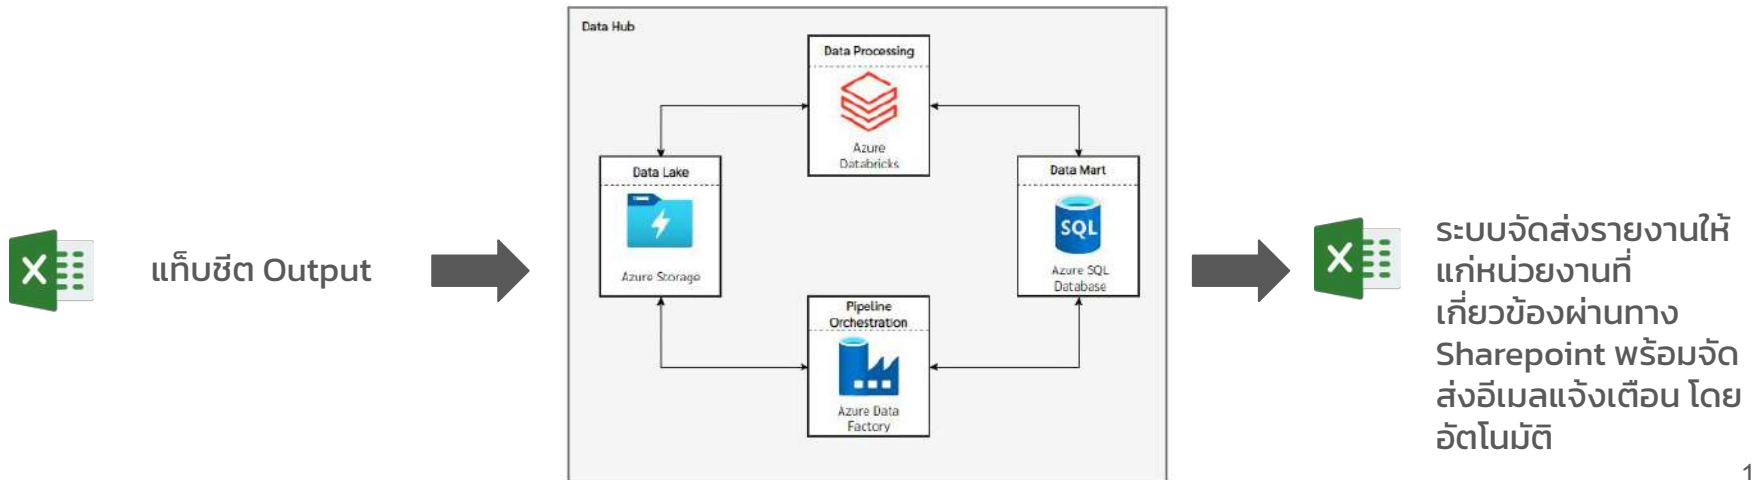 Data Hub
Data Processing
Azure
Databricks
Data Lake
Azure Storage
Data Mart
SQL
Azure SQL
Database
Pipeline
Orchestration
Azure Data
Factory
X
แท็บชีต Output
X
ระบบจัดส่งรายงานให้
แก่หน่วยงานที่
เกี่ยวข้องผ่านทาง
Sharepoint พร้อมจัด
ส่งอีเมลแจ้งเตือน โดย
อัตโนมัติ
1